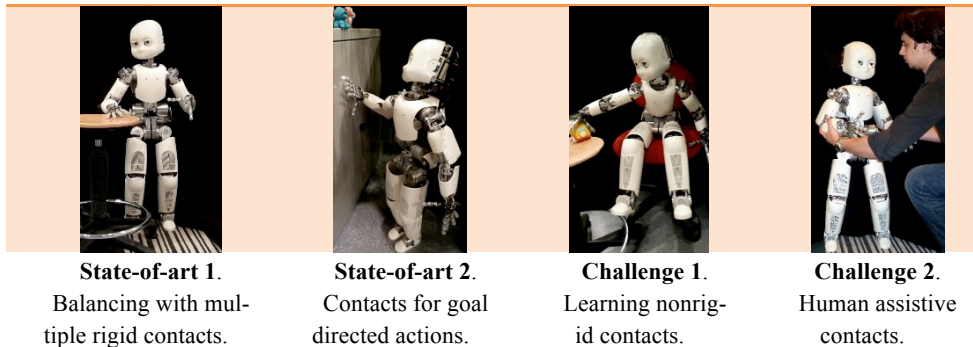 State-of-art 1.
Balancing with mul-
tiple rigid contacts.
State-of-art 2.
Contacts for goal
directed actions.
Challenge 1.
Learning nonrig-
id contacts.
Challenge 2.
Human assistive
contacts.